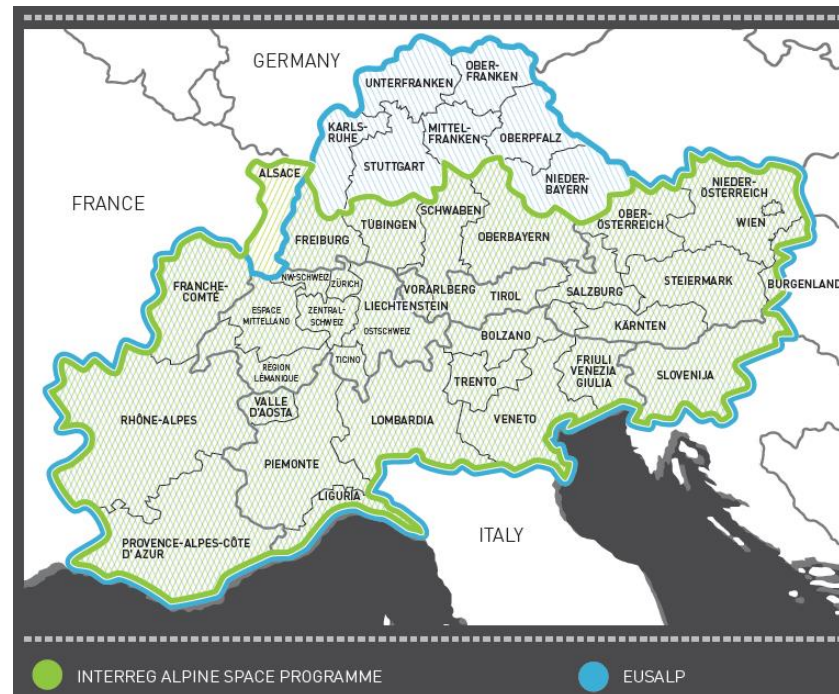 GERMANY
OBER-
FRANKEN
UNTERFRANKEN
KARLS-
RUHE
MITTEL-
FRANKEN
OBERPFALZ
STUTTGART
ALSACE
NIEDER-
BAYERN
NIEDER-
ÖSTERREICH
FRANCE
SCHWABEN
OBER-
ÖSTERREICH
WIEN
TÜBINGEN
FREIBURG
OBERBAYERN
NW-SCHWEIZ
ZÜRICH
FRANCHE-
COMTÉ
VORARLBERG
LIECHTENSTEIN
TIROL
SALZBURG
STEIERMARK
BURGENLAND
ESPACE
MITTELLAND
ZENTRAL-
SCHWEIZ
OSTSCHWEIZ
KÄRNTEN
BOLZANO
RÉGION
LÉMANIQUE
TICINO
FRIULI
VENEZIA
GIULIA
SLOVENIJA
TRENTO
VALLE
D'AOSTA
RHÔNE-ALPES
LOMBARDIA
VENETO
PIEMONTE
LIGURIA
ITALY
PROVENCE-ALPES-CÔTE
D'AZUR
INTERREG ALPINE SPACE PROGRAMME
EUSALP